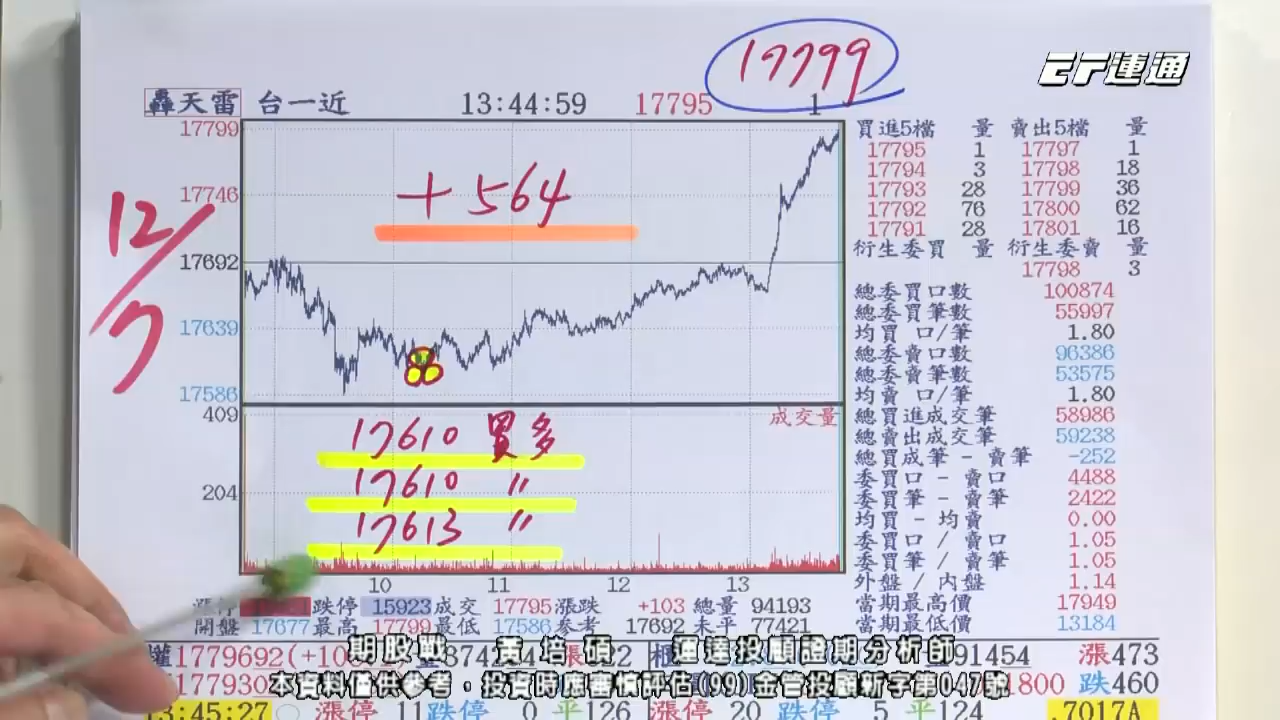 17799
EF運通
轟天雷 台一近 13:44:59 17795 1
17799
17746
17692
17639
17586
409
204
12/7
+564
成交量
17610 買多
17610 〃
17613 〃
10 11 12 13
買進5檔 量 賣出5檔 量
17795 1 17797 1
17794 3 17798 18
17793 28 17799 36
17792 76 17800 62
17791 28 17801 16
衍生委買 量 衍生委賣 量
17798 3
總委買口數 100874
總委買筆數 55997
均買 口/筆 1.80
總委賣口數 96386
總委賣筆數 53575
均賣 口/筆 1.80
總買進成交筆 58986
總賣出成交筆 59238
總買成筆-賣筆 -252
委買口-賣口 4488
委買筆-賣筆 2422
均買-均賣 0.00
委買口/賣口 1.05
委買筆/賣筆 1.05
外盤/內盤 1.14
當期最高價 17949
當期最低價 13184
跌停 15923 成交 17795 漲跌 +103 總量 94193
開盤 17677 最高 17799 最低 17586 參考 17692 未平 77421
期股戰 黃培碩 運達投顧證期分析師
本資料僅供參考，投資時應審慎評估(99)金管投顧新字第047號
漲473
跌460
13:45:27 漲停 11 跌停 0 平126 漲停 20 跌停 5 平124 .7017A